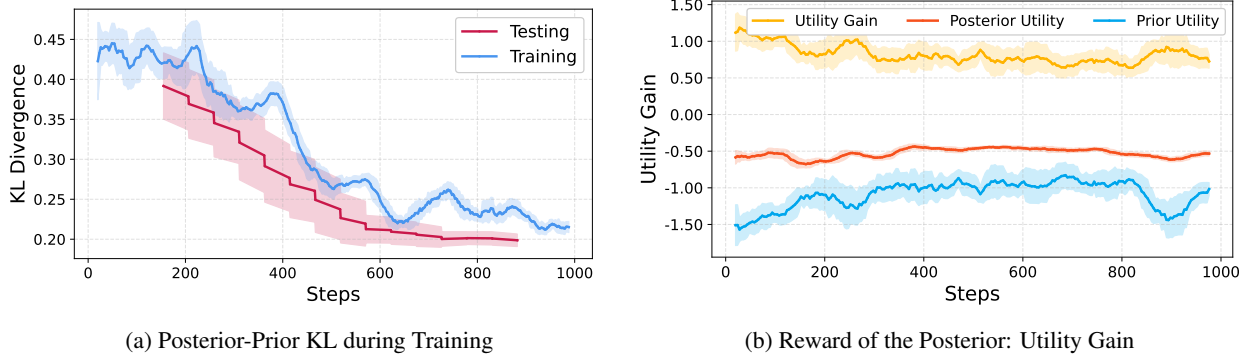 KL Divergence
0.45
0.40
0.35
0.30
0.25
0.20
Testing
Training
0
200
400
600
800
1000
Steps
(a) Posterior-Prior KL during Training
Utility Gain
1.50
1.00
0.50
0.00
-0.50
-1.00
-1.50
Utility Gain
Posterior Utility
Prior Utility
0
200
400
600
800
1000
Steps
(b) Reward of the Posterior: Utility Gain